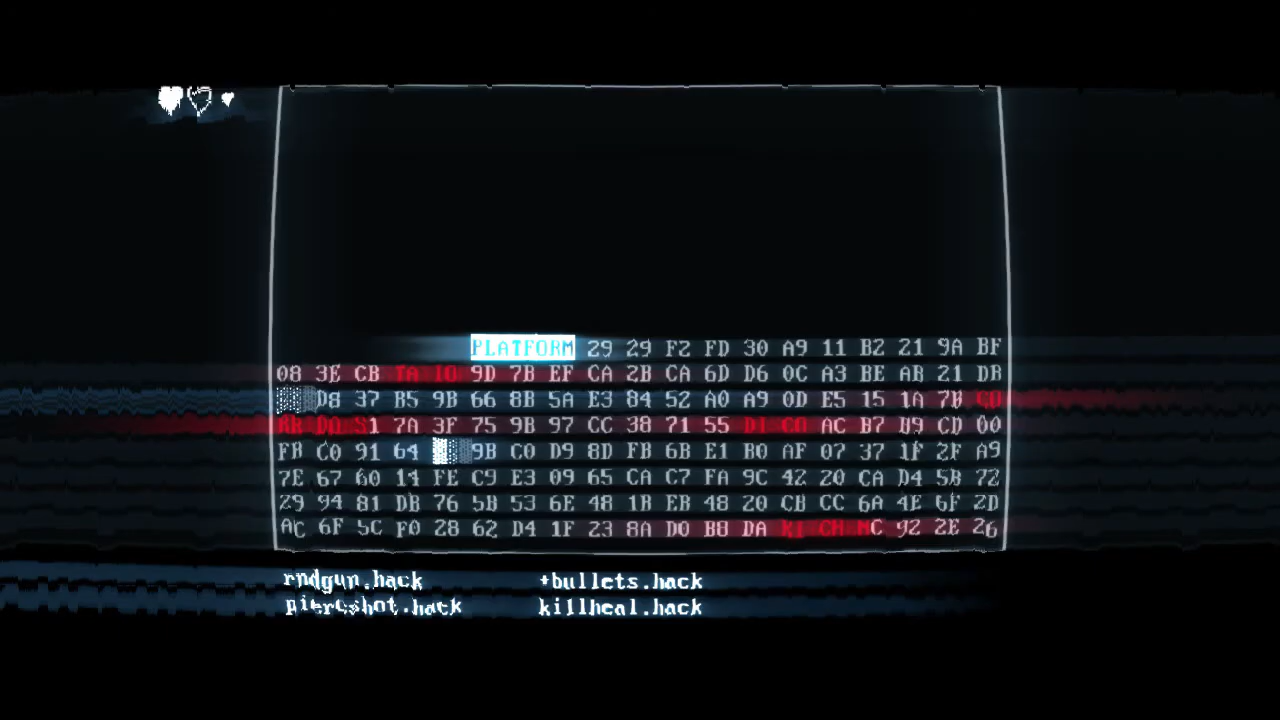 PLATFORM 29 29 F2 FD 30 A9 11 B2 21 9A BF
08 3E CB TA IO 9D 7B EF CA 2B CA 6D D6 0C A3 BE AB 21 DB
D8 37 B5 9B 66 8B 5A E3 84 52 A0 A9 0D E5 15 1A 7B
7A 3F 75 9B 97 CC 38 71 55 AC B7 U9 CD 00
FB C0 91 64 9B C0 D9 8D FB 6B E1 B0 AF 07 37 1F 2F A9
7E 67 60 14 FE C9 E3 09 65 CA C7 FA 9C 42 20 CA D4 5B 72
29 94 81 DB 76 5B 53 6E 48 1B EB 48 20 CB CC 6A 4E 6F 2D
AC 6F 5C F0 28 62 D4 1F 23 8A D0 B8 DA 92 2E 26
rndgun.hack +bullets.hack
piercshot.hack killheal.hack